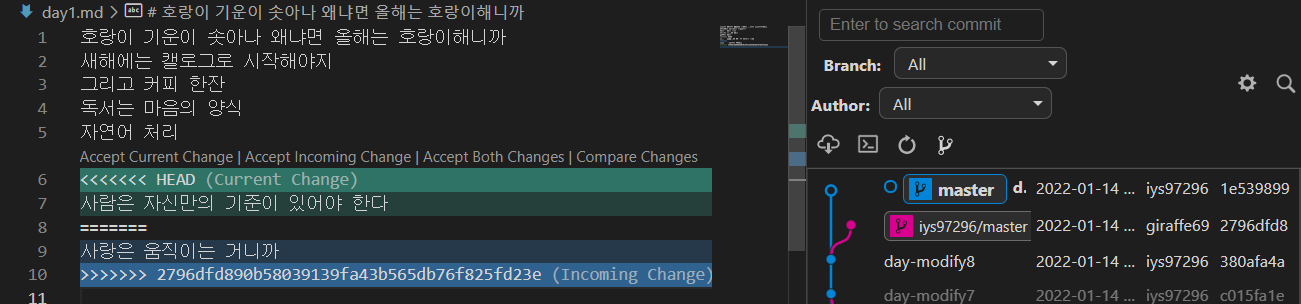 day1.md > # 호랑이 기운이 솟아나 왜냐면 올해는 호랑이해니까
1 호랑이 기운이 솟아나 왜냐면 올해는 호랑이해니까
2 새해에는 캘로그로 시작해야지
3 그리고 커피 한잔
4 독서는 마음의 양식
5 자연어 처리
Accept Current Change | Accept Incoming Change | Accept Both Changes | Compare Changes
6 <<<<<<< HEAD (Current Change)
7 사람은 자신만의 기준이 있어야 한다
8 =======
9 사랑은 움직이는 거니까
10 >>>>>>> 2796dfd890b58039139fa43b565db76f825fd23e (Incoming Change)
11
Enter to search commit
Branch: All
Author: All
master d. 2022-01-14 ... iys97296 1e539899
iys97296/master 2022-01-14 ... giraffe69 2796dfd8
day-modify8 2022-01-14 ... iys97296 380afa4a
day-modify7 2022-01-14 ... iys97296 c015fa1e